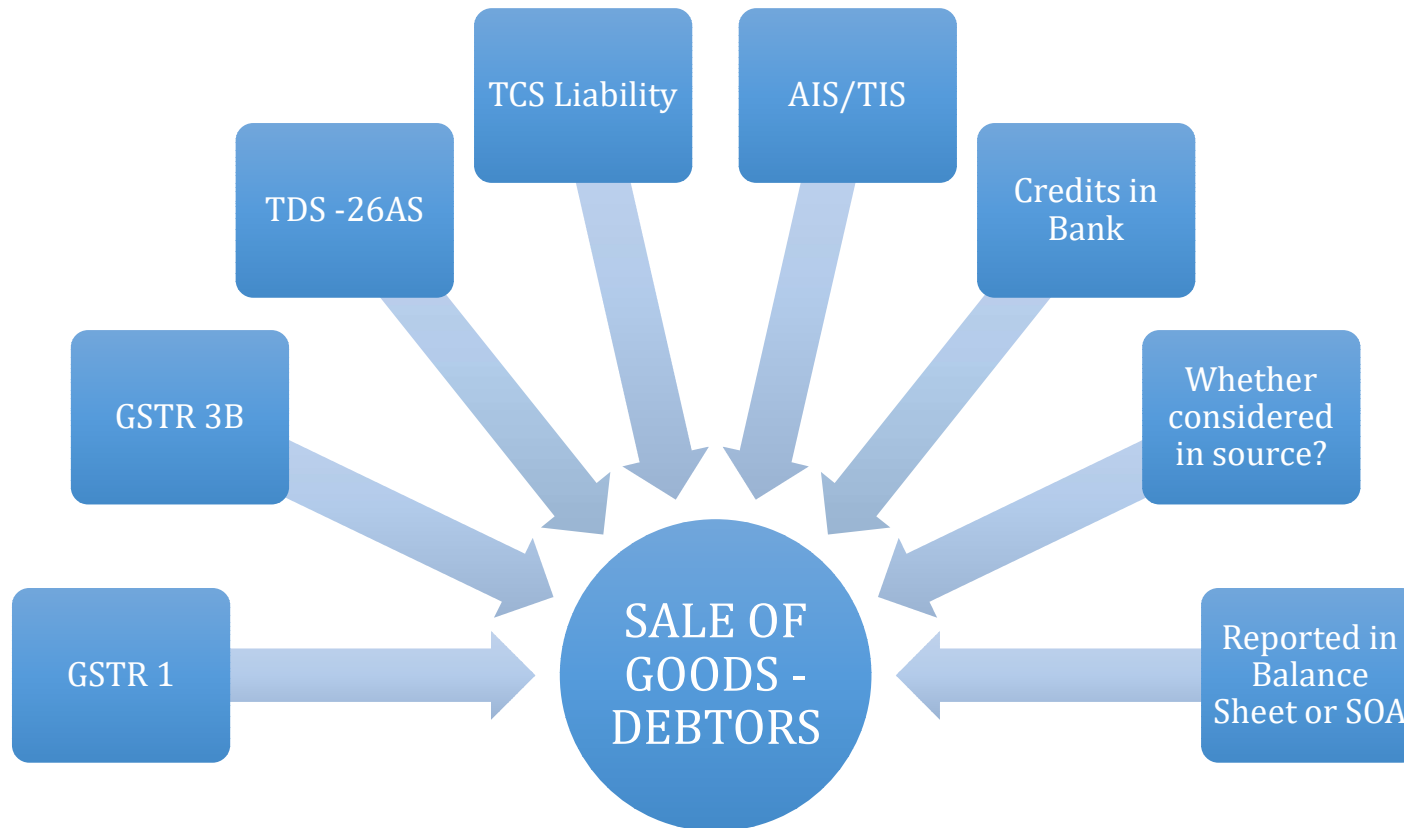 TCS Liability
AIS/TIS
TDS -26AS
Credits in
Bank
GSTR 3B
Whether
considered
in source?
GSTR 1
SALE OF
GOODS -
DEBTORS
Reported in
Balance
Sheet or SOA